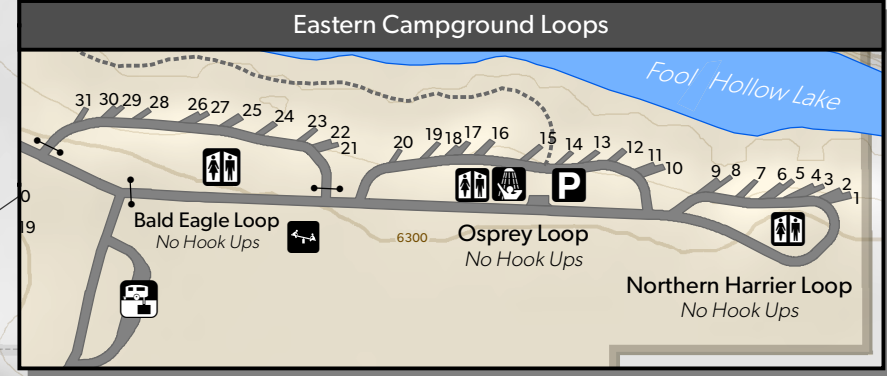 Eastern Campground Loops
Fool Hollow Lake
31 30 29 28 26 27 25 24 23 22 21
20 19 18 17 16 15 14 13 12 11 10
9 8 7 6 5 4 3 2 1
0
19
Bald Eagle Loop
No Hook Ups
6300
Osprey Loop
No Hook Ups
P
Northern Harrier Loop
No Hook Ups